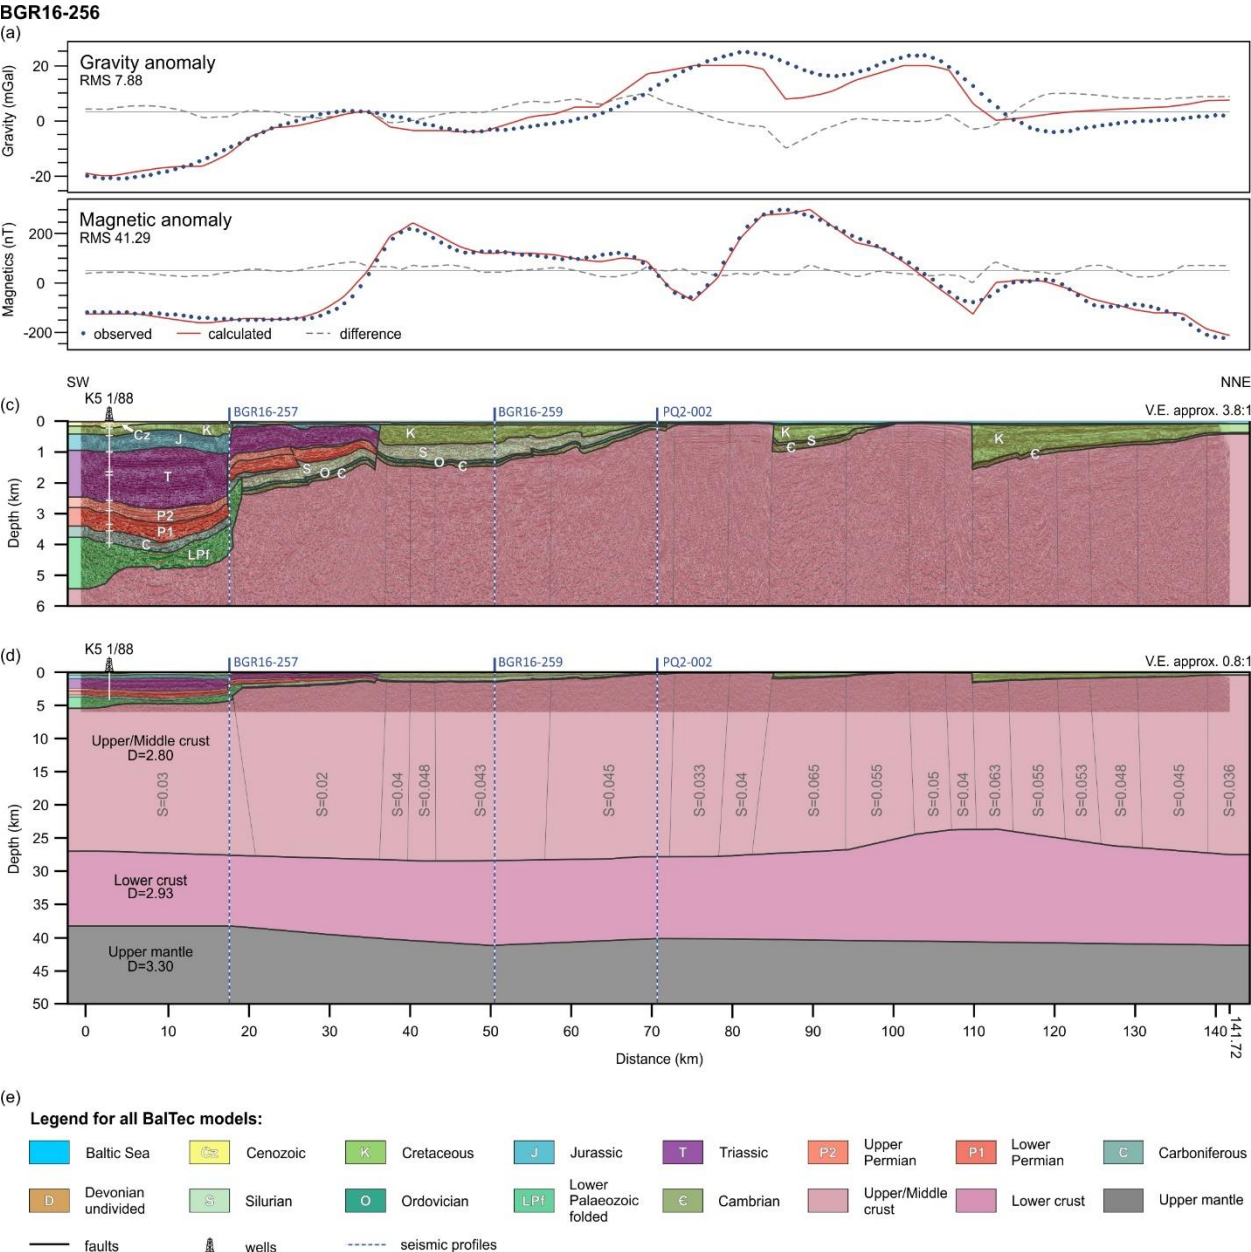 BGR16-256
(a)
Gravity anomaly
RMS 7.88
Gravity (mGal)
20
0
-20
Magnetic anomaly
RMS 41.29
Magnetics (nT)
200
0
-200
observed calculated difference
SW NNE
K5 1/88
(c) BGR16-257 BGR16-259 PQ2-002 V.E. approx. 3.8:1
Depth (km)
0
1
2
3
4
5
6
Cz K J T P2 P1 C LPf
S O Є
K S O Є
K Є S
K Є
(d) K5 1/88 BGR16-257 BGR16-259 PQ2-002 V.E. approx. 0.8:1
Depth (km)
0
5
10
15
20
25
30
35
40
45
50
Upper/Middle crust
D=2.80
S=0.03 S=0.02 S=0.04 S=0.048 S=0.043 S=0.045 S=0.033 S=0.04 S=0.065 S=0.055 S=0.05 S=0.04 S=0.063 S=0.055 S=0.053 S=0.048 S=0.045 S=0.036
Lower crust
D=2.93
Upper mantle
D=3.30
0 10 20 30 40 50 60 70 80 90 100 110 120 130 140 141.72
Distance (km)
(e)
Legend for all BalTec models:
Baltic Sea Cz Cenozoic K Cretaceous J Jurassic T Triassic P2 Upper Permian P1 Lower Permian C Carboniferous
D Devonian undivided S Silurian O Ordovician LPf Lower Palaeozoic folded Є Cambrian Upper/Middle crust Lower crust Upper mantle
faults wells seismic profiles